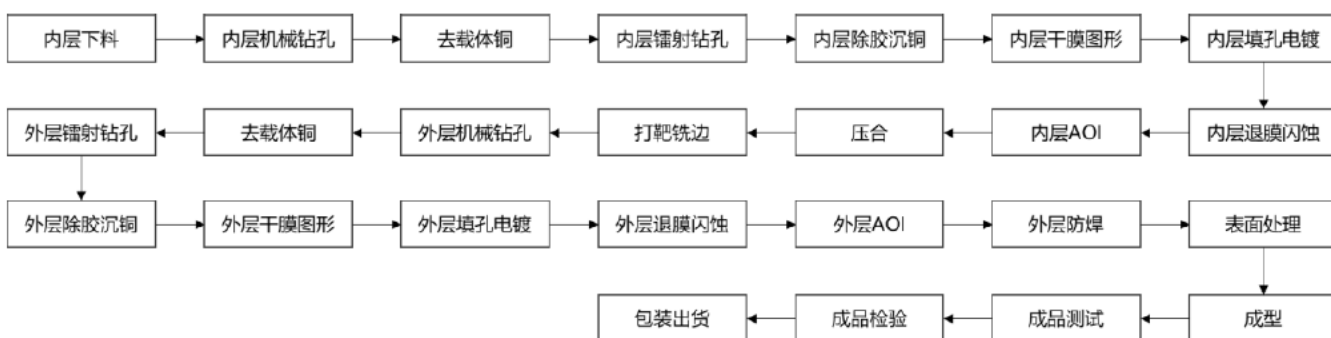 内层下料
内层机械钻孔
去载体铜
内层镭射钻孔
内层除胶沉铜
内层干膜图形
内层填孔电镀
内层退膜闪蚀
内层AOI
压合
打靶铣边
外层机械钻孔
去载体铜
外层镭射钻孔
外层除胶沉铜
外层干膜图形
外层填孔电镀
外层退膜闪蚀
外层AOI
外层防焊
表面处理
成型
成品测试
成品检验
包装出货